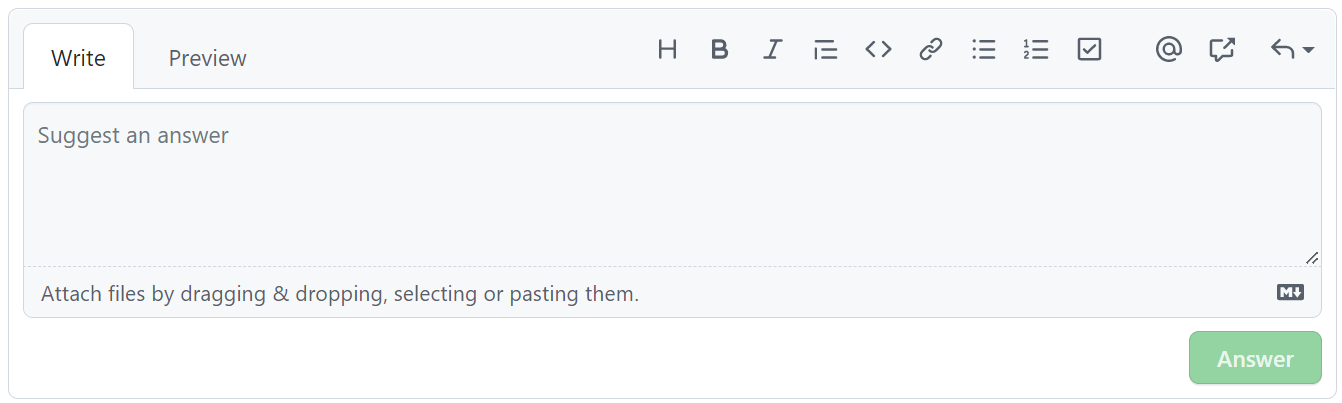 Write Preview
Suggest an answer
Attach files by dragging & dropping, selecting or pasting them.
Answer